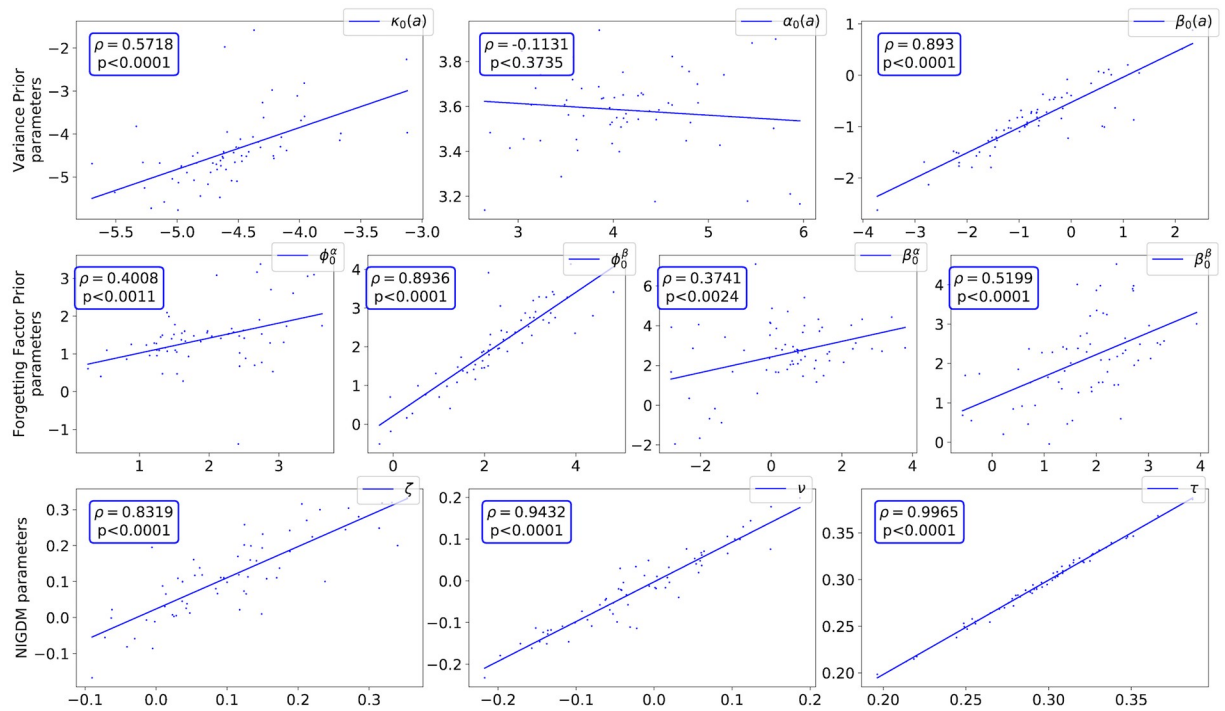 Variance Prior
parameters
κ₀(a)
ρ = 0.5718
p<0.0001
−2
−3
−4
−5
−5.5 −5.0 −4.5 −4.0 −3.5 −3.0
α₀(a)
ρ = -0.1131
p<0.3735
3.8
3.6
3.4
3.2
3 4 5 6
β₀(a)
ρ = 0.893
p<0.0001
1
0
−1
−2
−4 −3 −2 −1 0 1 2
Forgetting Factor Prior
parameters
ϕ₀^α
ρ = 0.4008
p<0.0011
3
2
1
0
−1
1 2 3
ϕ₀^β
ρ = 0.8936
p<0.0001
4
3
2
1
0
0 2 4
β₀^α
ρ = 0.3741
p<0.0024
6
4
2
0
−2
−2 0 2 4
β₀^β
ρ = 0.5199
p<0.0001
4
3
2
1
0
0 1 2 3 4
NIGDM parameters
ζ
ρ = 0.8319
p<0.0001
0.3
0.2
0.1
0.0
−0.1
−0.1 0.0 0.1 0.2 0.3
ν
ρ = 0.9432
p<0.0001
0.2
0.1
0.0
−0.1
−0.2
−0.2 −0.1 0.0 0.1 0.2
τ
ρ = 0.9965
p<0.0001
0.35
0.30
0.25
0.20
0.20 0.25 0.30 0.35